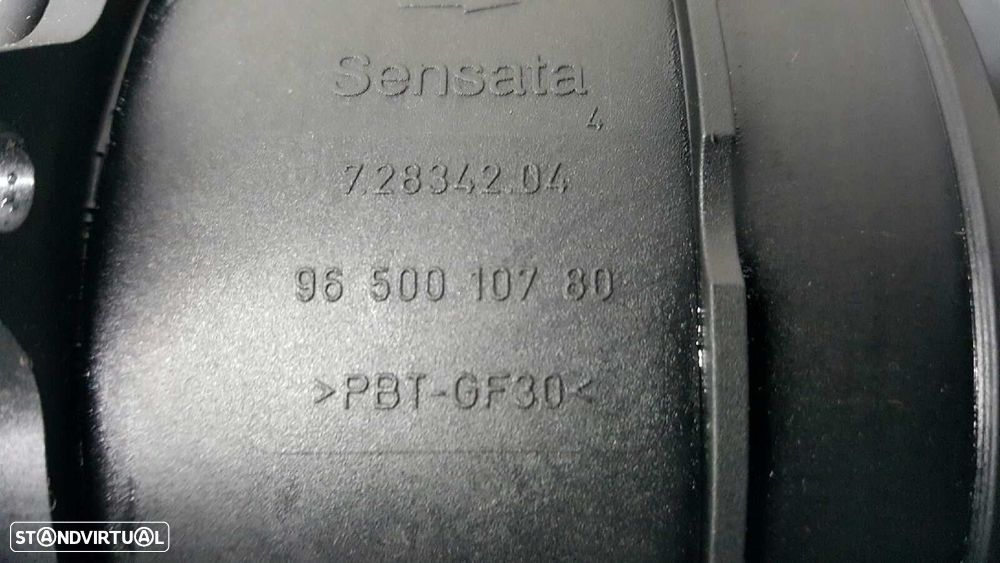 Sensata
4
7.28342.04
96 500 107 80
>PBT-GF30<
STANDVIRTUAL